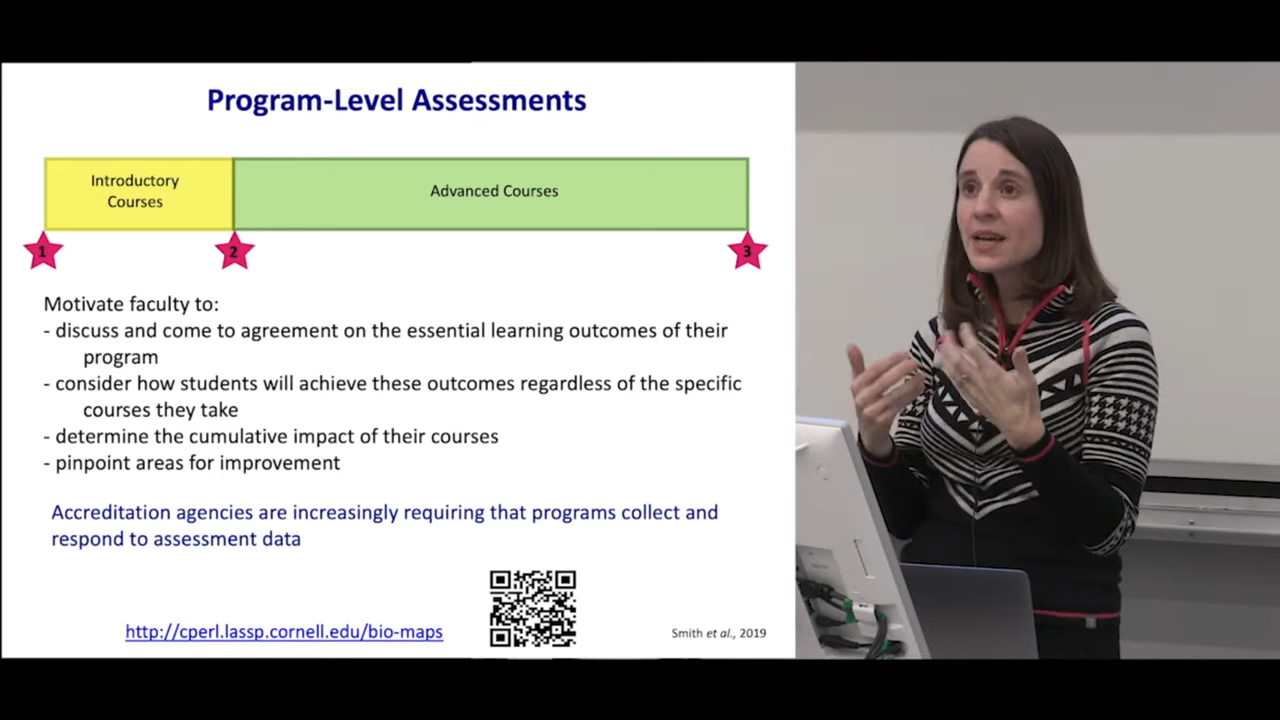 Program-Level Assessments
Introductory
Courses
Advanced Courses
1
2
3
Motivate faculty to:
- discuss and come to agreement on the essential learning outcomes of their
program
- consider how students will achieve these outcomes regardless of the specific
courses they take
- determine the cumulative impact of their courses
- pinpoint areas for improvement
Accreditation agencies are increasingly requiring that programs collect and
respond to assessment data
http://cperl.lassp.cornell.edu/bio-maps
Smith et al., 2019